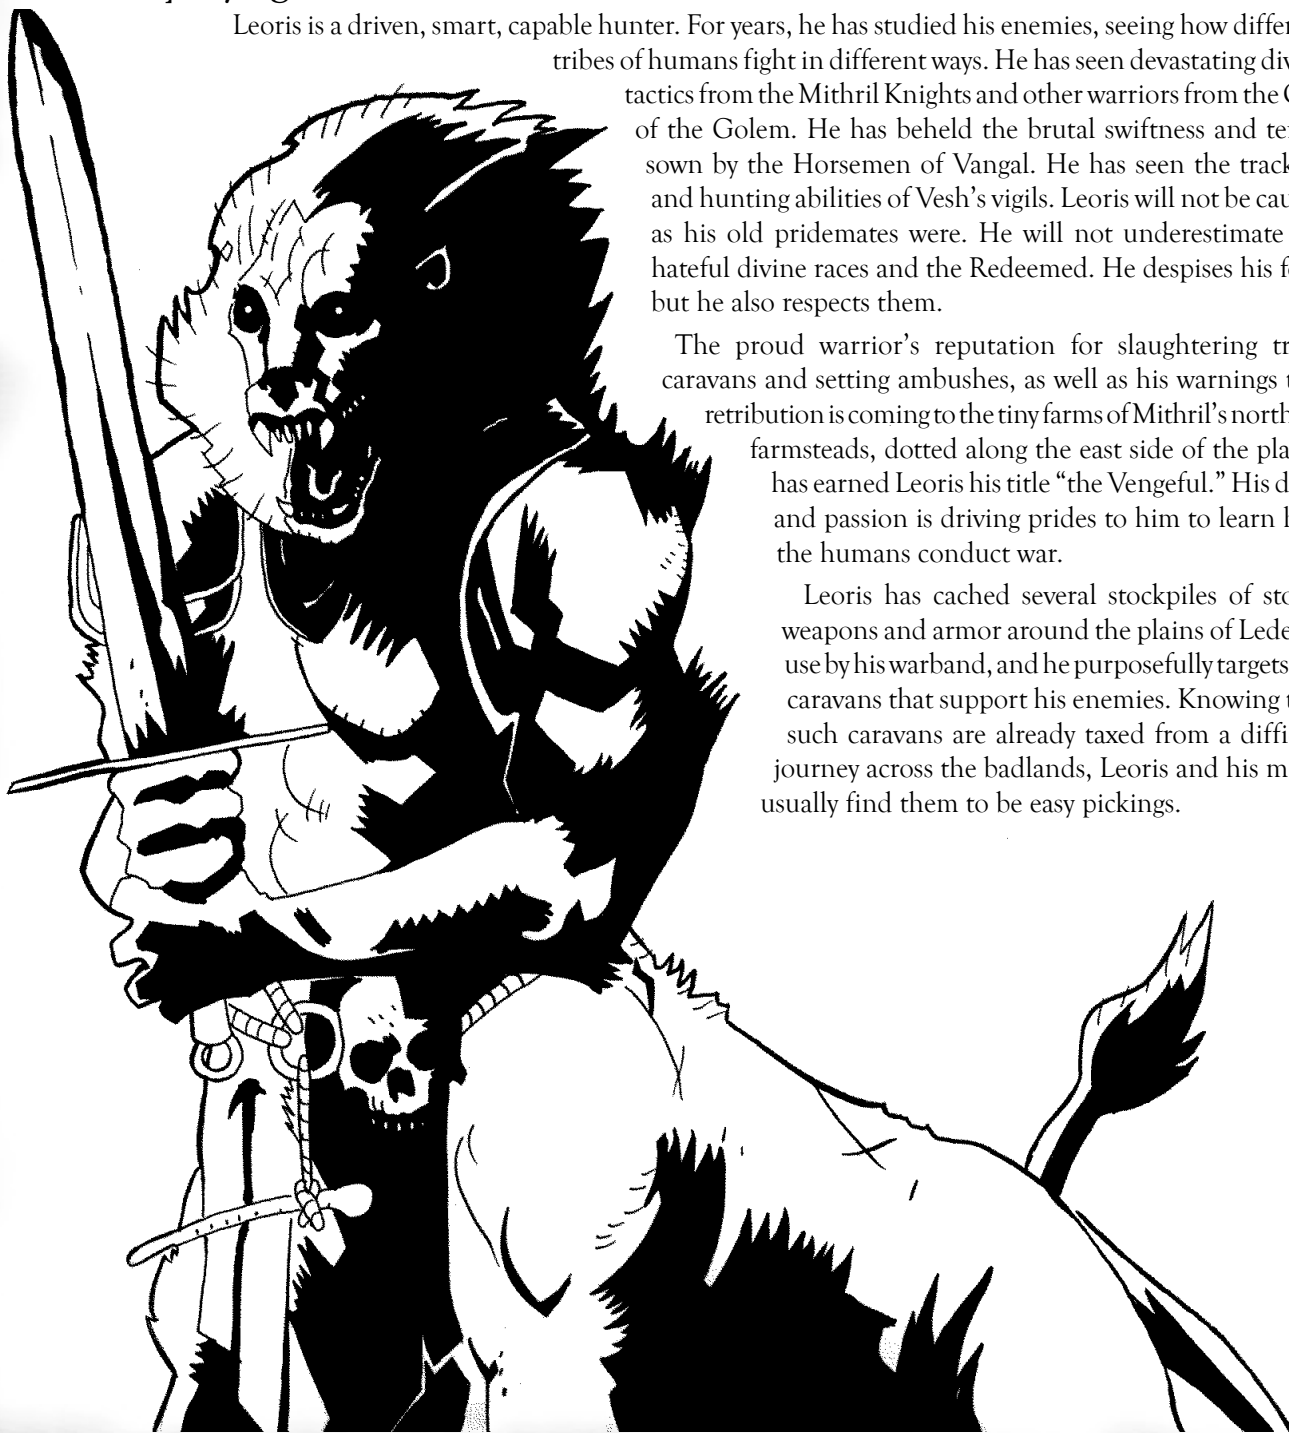 Leoris is a driven, smart, capable hunter. For years, he has studied his enemies, seeing how differ
tribes of humans fight in different ways. He has seen devastating div
tactics from the Mithril Knights and other warriors from the
of the Golem. He has beheld the brutal swiftness and te
sown by the Horsemen of Vangal. He has seen the track
and hunting abilities of Vesh’s vigils. Leoris will not be cau
as his old pridemates were. He will not underestimate
hateful divine races and the Redeemed. He despises his f
but he also respects them.
The proud warrior’s reputation for slaughtering tr
caravans and setting ambushes, as well as his warnings t
retribution is coming to the tiny farms of Mithril’s north
farmsteads, dotted along the east side of the pla
has earned Leoris his title “the Vengeful.” His d
and passion is driving prides to him to learn h
the humans conduct war.
Leoris has cached several stockpiles of sto
weapons and armor around the plains of Lede
use by his warband, and he purposefully targets
caravans that support his enemies. Knowing t
such caravans are already taxed from a diffi
journey across the badlands, Leoris and his m
usually find them to be easy pickings.